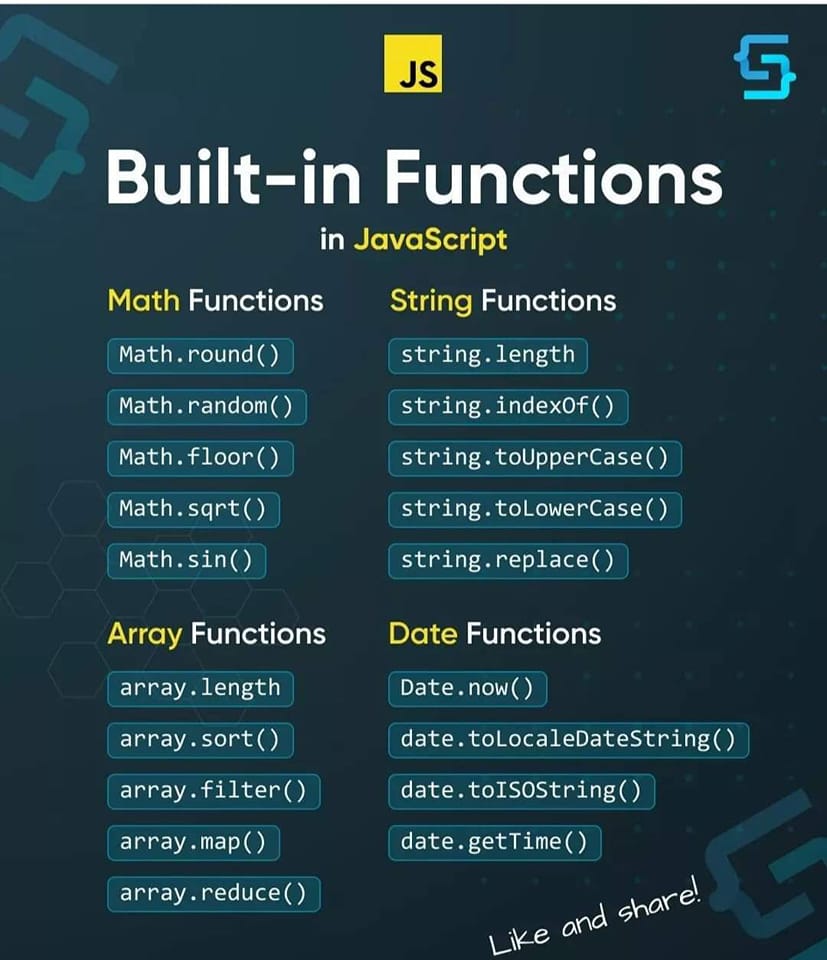 JS
Built-in Functions
in JavaScript
Math Functions
Math.round()
Math.random()
Math.floor()
Math.sqrt()
Math.sin()
String Functions
string.length
string.indexOf()
string.toUpperCase()
string.toLowerCase()
string.replace()
Array Functions
array.length
array.sort()
array.filter()
array.map()
array.reduce()
Date Functions
Date.now()
date.toLocaleDateString()
date.toISOString()
date.getTime()
Like and share!